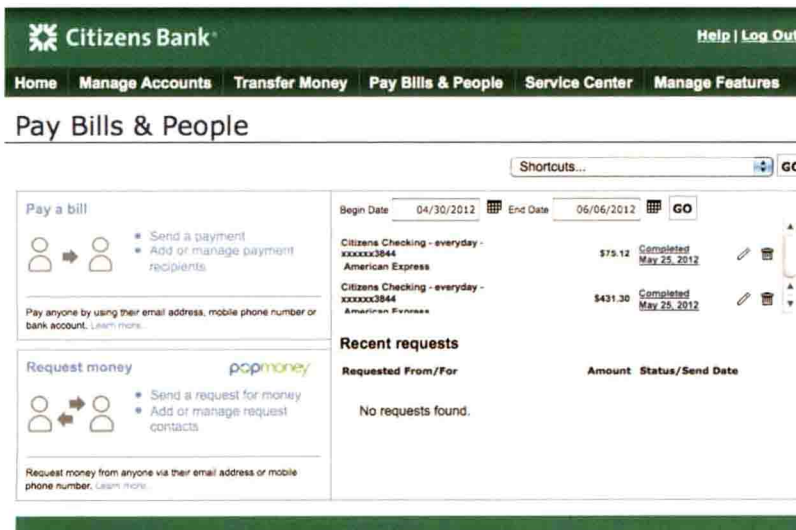 Citizens Bank
Help | Log Out
Home Manage Accounts Transfer Money Pay Bills & People Service Center Manage Features
Pay Bills & People
Shortcuts... GO
Pay a bill
• Send a payment
• Add or manage payment
recipients
Pay anyone by using their email address, mobile phone number or
bank account. Learn more...
Request money popmoney
• Send a request for money
• Add or manage request
contacts
Request money from anyone via their email address or mobile
phone number. Learn more...
Begin Date 04/30/2012 End Date 06/06/2012 GO
Citizens Checking - everyday -
xxxxxx3844
American Express
$75.12 Completed
May 25, 2012
Citizens Checking - everyday -
xxxxxx3844
American Express
$431.30 Completed
May 25, 2012
Recent requests
Requested From/For Amount Status/Send Date
No requests found.